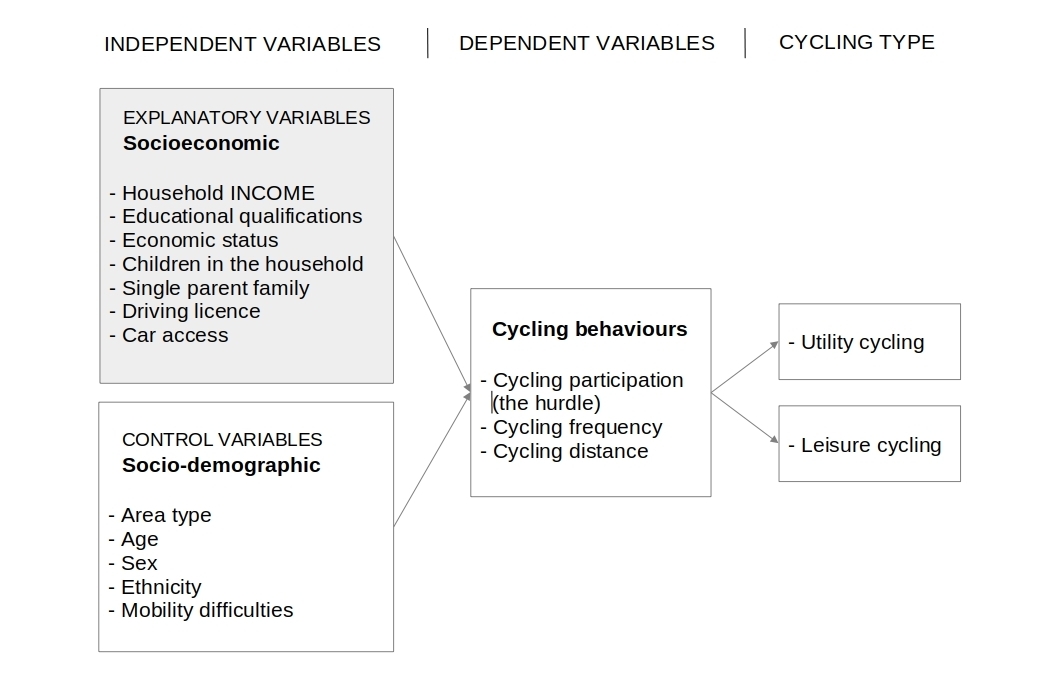 INDEPENDENT VARIABLES
DEPENDENT VARIABLES
CYCLING TYPE
EXPLANATORY VARIABLES
Socioeconomic
- Household INCOME
- Educational qualifications
- Economic status
- Children in the household
- Single parent family
- Driving licence
- Car access
CONTROL VARIABLES
Socio-demographic
- Area type
- Age
- Sex
- Ethnicity
- Mobility difficulties
Cycling behaviours
- Cycling participation
(the hurdle)
- Cycling frequency
- Cycling distance
- Utility cycling
- Leisure cycling